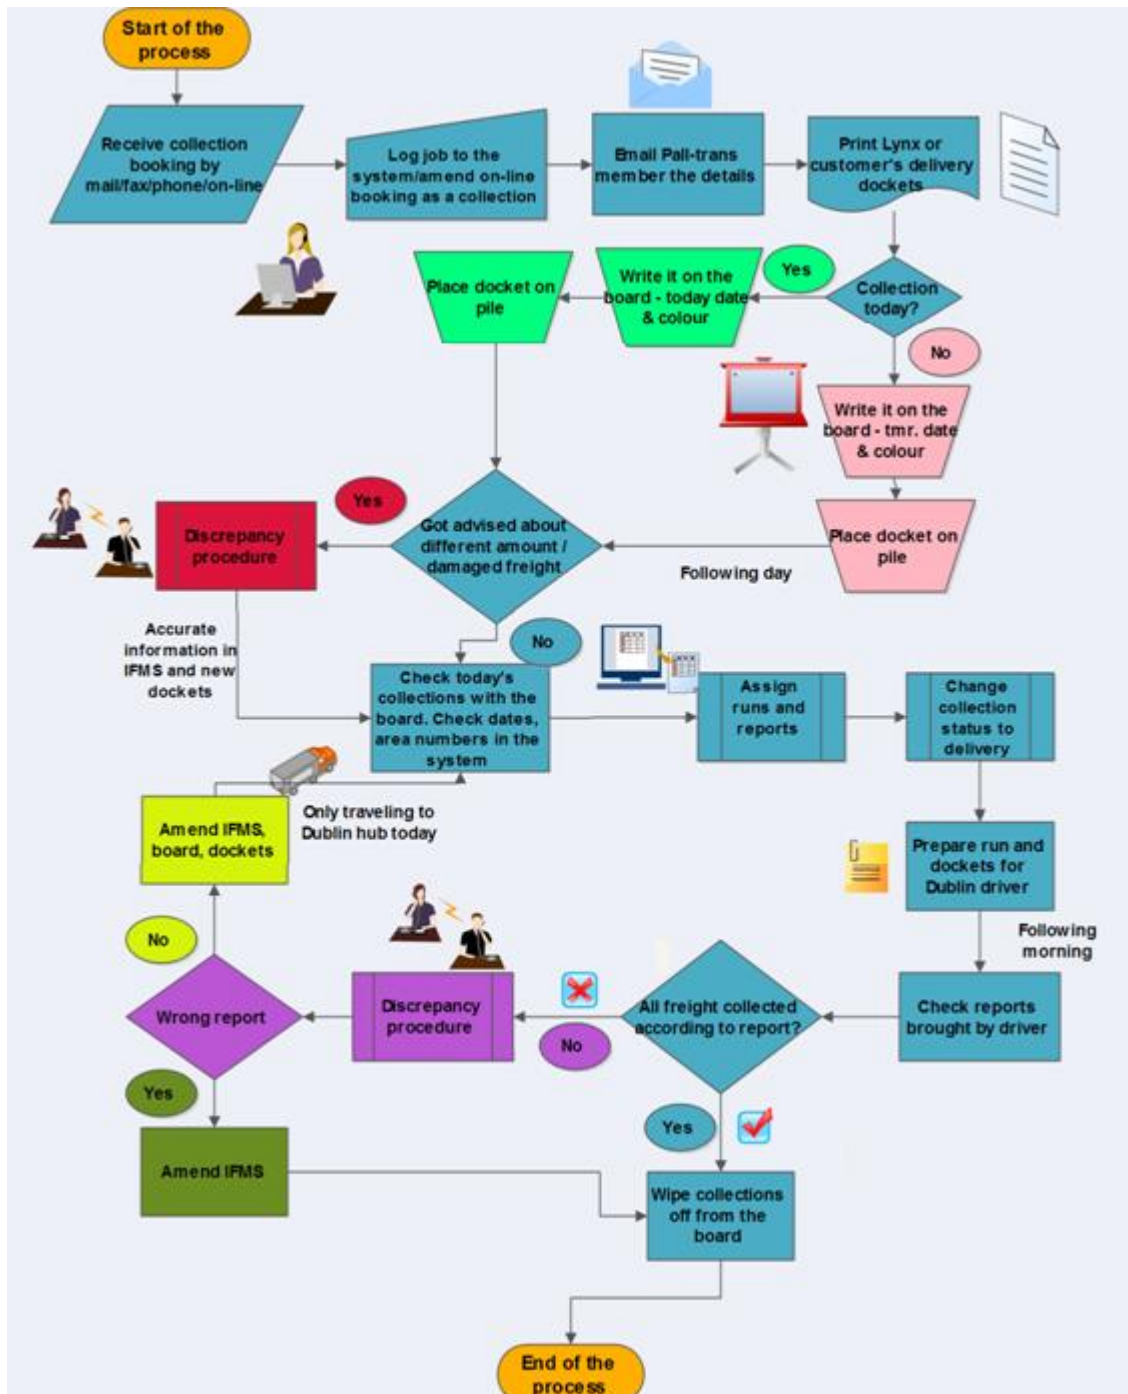 Start of the
process
Receive collection
booking by
mail/fax/phone/on-line
Log job to the
system/amend on-line
booking as a collection
Email Pall-trans
member the details
Print Lynx or
customer's delivery
dockets
Collection
today?
Yes
Write it on the
board - today date
& colour
Place docket on
pile
No
Write it on the
board - tmr. date
& colour
Place docket on
pile
Following day
Got advised about
different amount /
damaged freight
Yes
Discrepancy
procedure
Accurate
information in
IFMS and new
dockets
No
Check today's
collections with the
board. Check dates,
area numbers in the
system
Assign
runs and
reports
Change
collection
status to
delivery
Prepare run and
dockets for
Dublin driver
Following
morning
Check reports
brought by driver
All freight collected
according to report?
No
Discrepancy
procedure
Wrong report
No
Amend IFMS,
board, dockets
Only traveling to
Dublin hub today
Yes
Amend IFMS
Yes
Wipe collections
off from the
board
End of the
process